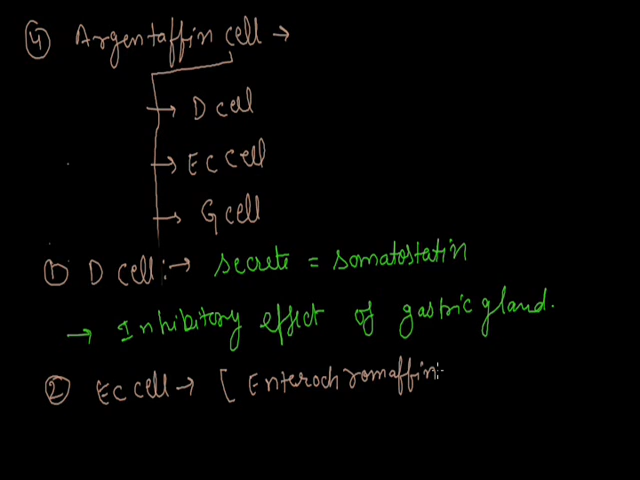 ④ Argentaffin cell →
→ D cell
→ EC cell
→ G cell
① D cell :→ secrete = somatostatin
→ Inhibitory effect of gastric gland.
② EC cell → [ Enterochromaffin